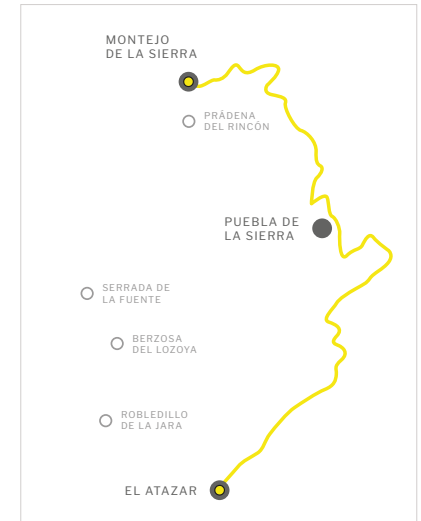 MONTEJO
DE LA SIERRA
PRÁDENA
DEL RINCÓN
PUEBLA DE
LA SIERRA
SERRADA DE
LA FUENTE
BERZOSA
DEL LOZOYA
ROBLEDILLO
DE LA JARA
EL ATAZAR